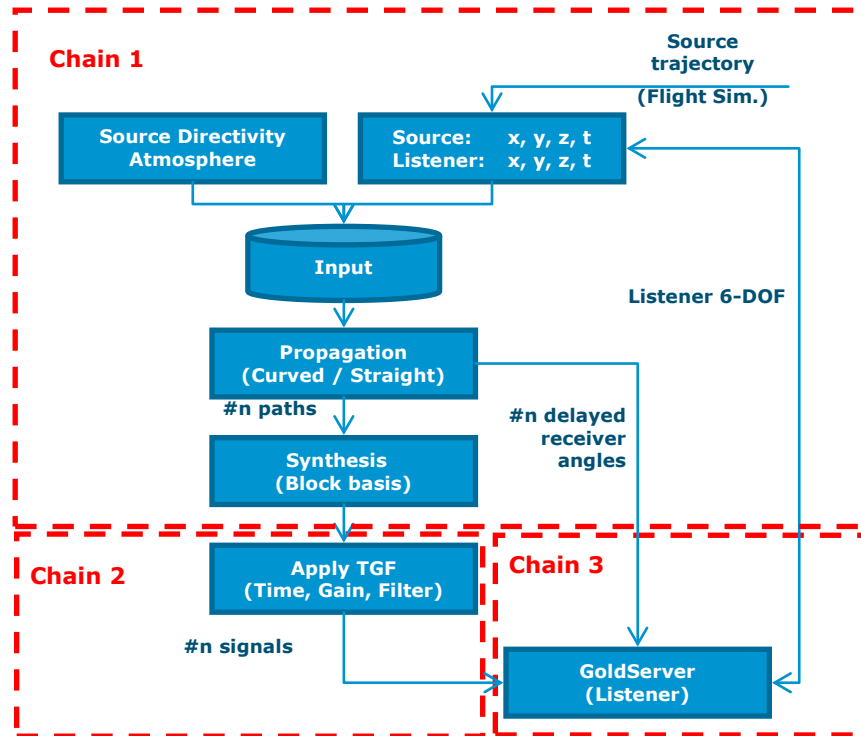 Chain 1
Source
trajectory
(Flight Sim.)
Source Directivity
Atmosphere
Source: x, y, z, t
Listener: x, y, z, t
Input
Listener 6-DOF
Propagation
(Curved / Straight)
#n paths
#n delayed
receiver
angles
Synthesis
(Block basis)
Chain 2
Apply TGF
(Time, Gain, Filter)
Chain 3
#n signals
GoldServer
(Listener)